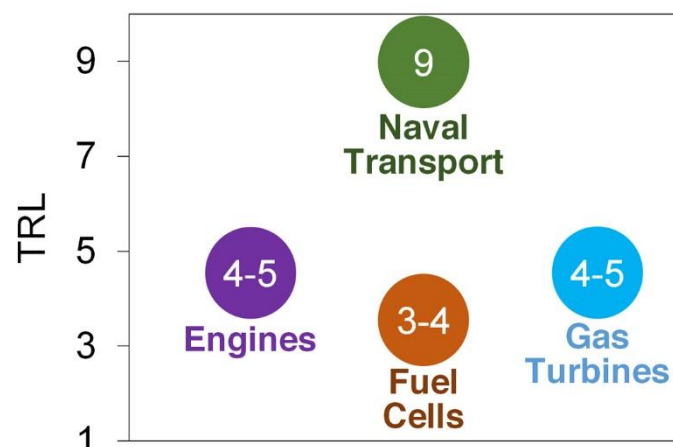 TRL
9
7
5
3
1
9
Naval
Transport
4-5
Engines
3-4
Fuel
Cells
4-5
Gas
Turbines